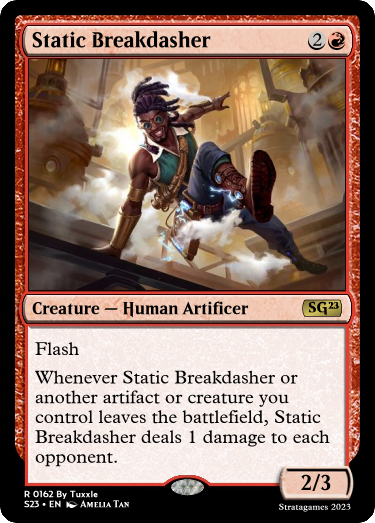 Static Breakdasher 2
Creature — Human Artificer SG23
Flash
Whenever Static Breakdasher or
another artifact or creature you
control leaves the battlefield, Static
Breakdasher deals 1 damage to each
opponent.
2/3
R 0162 By Tuxxle
S23 • EN Amelia Tan
Stratagames 2023